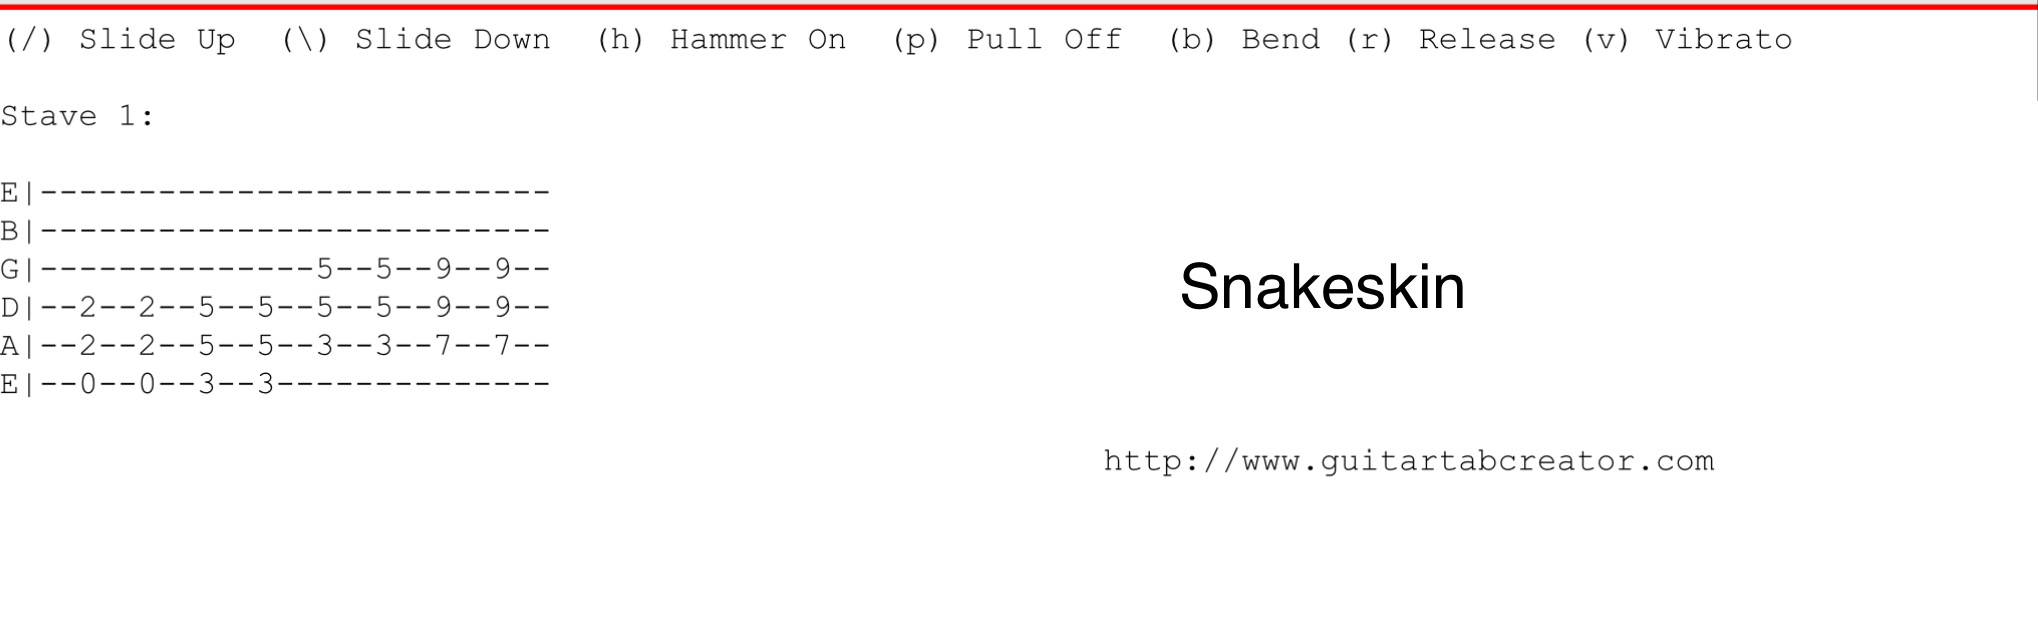 (/) Slide Up  (\) Slide Down  (h) Hammer On  (p) Pull Off  (b) Bend (r) Release (v) Vibrato
Stave 1:
E|--------------------------
B|--------------------------
G|--------------5--5--9--9--
D|--2--2--5--5--5--5--9--9--
A|--2--2--5--5--3--3--7--7--
E|--0--0--3--3--------------
Snakeskin
http://www.guitartabcreator.com